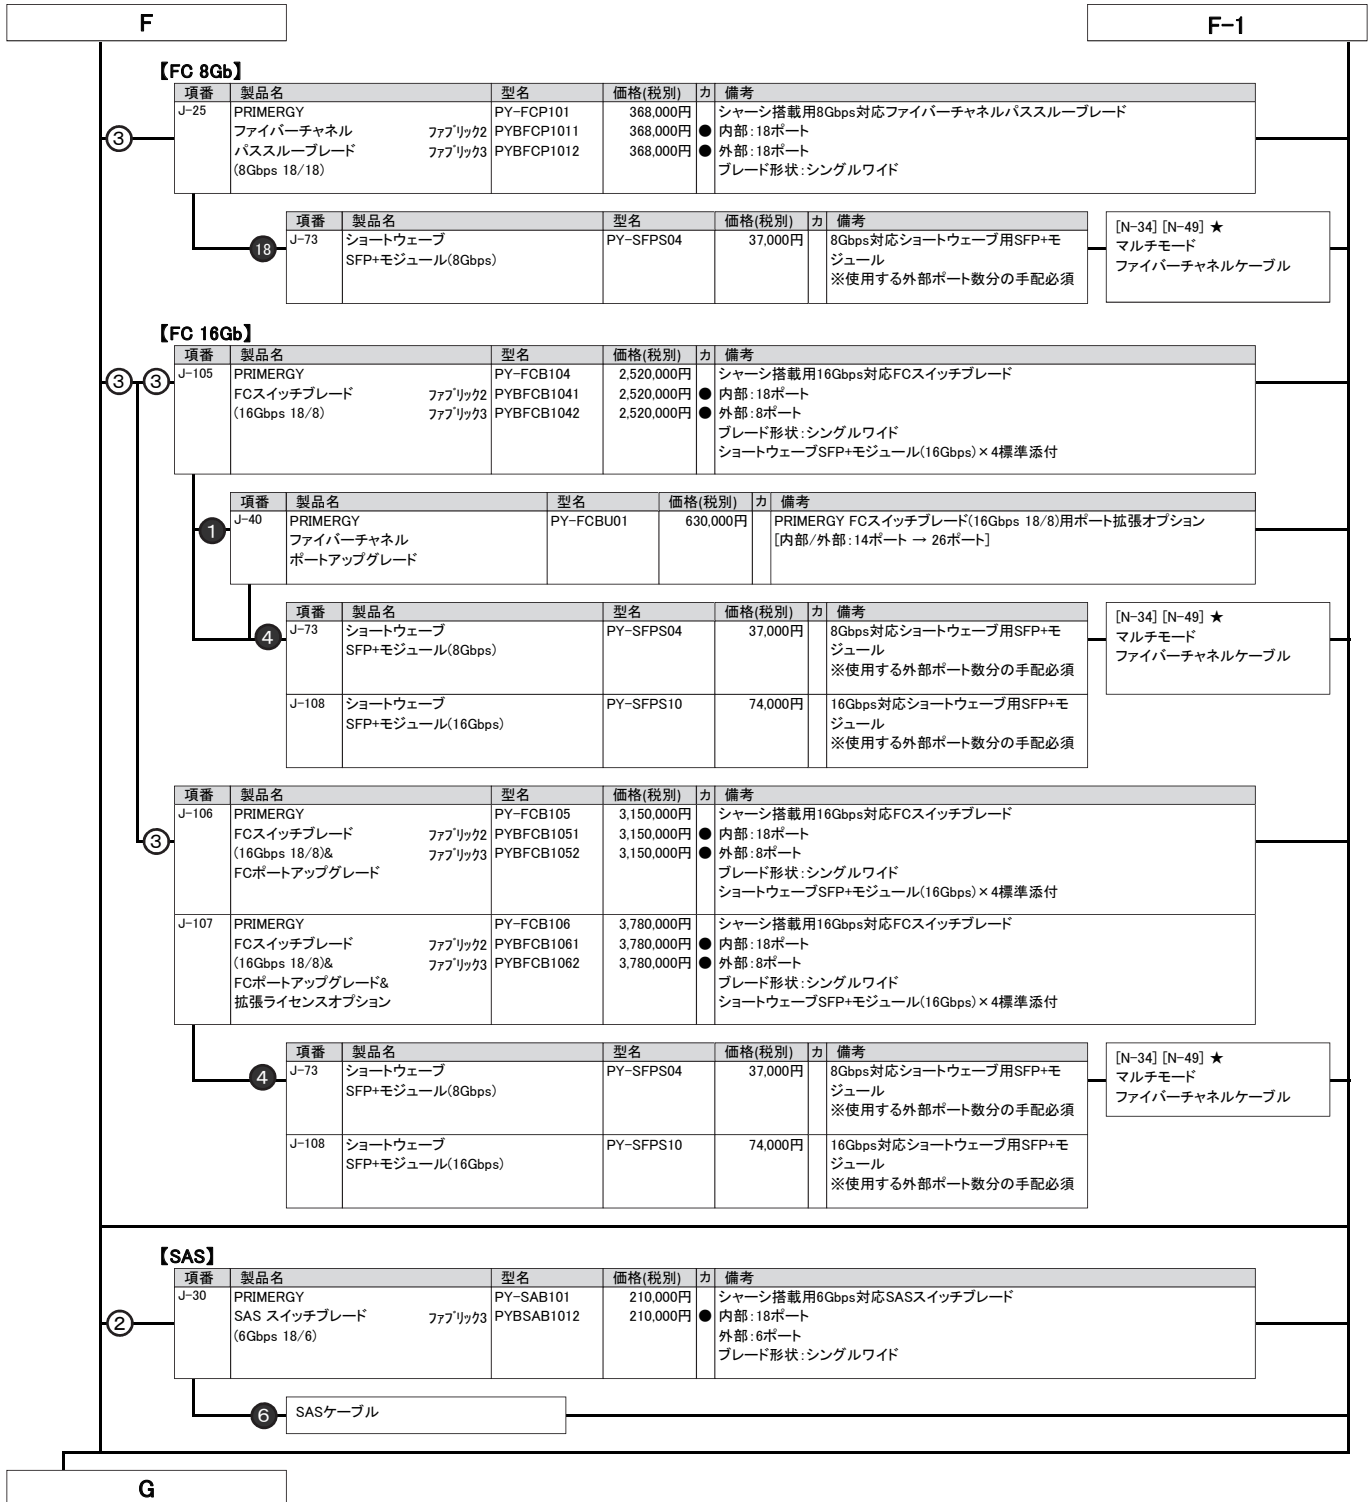 F
F-1
【FC 8Gb】
項番 製品名 型名 価格(税別) カ 備考
J-25 PRIMERGY PY-FCP101 368,000円 シャーシ搭載用8Gbps対応ファイバーチャネルパススルーブレード
③ ファイバーチャネル ファブリック2 PYBFCP1011 368,000円 ● 内部:18ポート
パススルーブレード ファブリック3 PYBFCP1012 368,000円 ● 外部:18ポート
(8Gbps 18/18) ブレード形状:シングルワイド
項番 製品名 型名 価格(税別) カ 備考
18 J-73 ショートウェーブ PY-SFPS04 37,000円 8Gbps対応ショートウェーブ用SFP+モ
SFP+モジュール(8Gbps) ジュール
※使用する外部ポート数分の手配必須
[N-34] [N-49] ★
マルチモード
ファイバーチャネルケーブル
【FC 16Gb】
項番 製品名 型名 価格(税別) カ 備考
③ ③ J-105 PRIMERGY PY-FCB104 2,520,000円 シャーシ搭載用16Gbps対応FCスイッチブレード
FCスイッチブレード ファブリック2 PYBFCB1041 2,520,000円 ● 内部:18ポート
(16Gbps 18/8) ファブリック3 PYBFCB1042 2,520,000円 ● 外部:8ポート
ブレード形状:シングルワイド
ショートウェーブSFP+モジュール(16Gbps)×4標準添付
項番 製品名 型名 価格(税別) カ 備考
1 J-40 PRIMERGY PY-FCBU01 630,000円 PRIMERGY FCスイッチブレード(16Gbps 18/8)用ポート拡張オプション
ファイバーチャネル [内部/外部:14ポート → 26ポート]
ポートアップグレード
項番 製品名 型名 価格(税別) カ 備考
4 J-73 ショートウェーブ PY-SFPS04 37,000円 8Gbps対応ショートウェーブ用SFP+モ
SFP+モジュール(8Gbps) ジュール
※使用する外部ポート数分の手配必須
J-108 ショートウェーブ PY-SFPS10 74,000円 16Gbps対応ショートウェーブ用SFP+モ
SFP+モジュール(16Gbps) ジュール
※使用する外部ポート数分の手配必須
[N-34] [N-49] ★
マルチモード
ファイバーチャネルケーブル
項番 製品名 型名 価格(税別) カ 備考
J-106 PRIMERGY PY-FCB105 3,150,000円 シャーシ搭載用16Gbps対応FCスイッチブレード
③ FCスイッチブレード ファブリック2 PYBFCB1051 3,150,000円 ● 内部:18ポート
(16Gbps 18/8)& ファブリック3 PYBFCB1052 3,150,000円 ● 外部:8ポート
FCポートアップグレード ブレード形状:シングルワイド
ショートウェーブSFP+モジュール(16Gbps)×4標準添付
J-107 PRIMERGY PY-FCB106 3,780,000円 シャーシ搭載用16Gbps対応FCスイッチブレード
FCスイッチブレード ファブリック2 PYBFCB1061 3,780,000円 ● 内部:18ポート
(16Gbps 18/8)& ファブリック3 PYBFCB1062 3,780,000円 ● 外部:8ポート
FCポートアップグレード& ブレード形状:シングルワイド
拡張ライセンスオプション ショートウェーブSFP+モジュール(16Gbps)×4標準添付
項番 製品名 型名 価格(税別) カ 備考
4 J-73 ショートウェーブ PY-SFPS04 37,000円 8Gbps対応ショートウェーブ用SFP+モ
SFP+モジュール(8Gbps) ジュール
※使用する外部ポート数分の手配必須
J-108 ショートウェーブ PY-SFPS10 74,000円 16Gbps対応ショートウェーブ用SFP+モ
SFP+モジュール(16Gbps) ジュール
※使用する外部ポート数分の手配必須
[N-34] [N-49] ★
マルチモード
ファイバーチャネルケーブル
【SAS】
項番 製品名 型名 価格(税別) カ 備考
J-30 PRIMERGY PY-SAB101 210,000円 シャーシ搭載用6Gbps対応SASスイッチブレード
② SAS スイッチブレード ファブリック3 PYBSAB1012 210,000円 ● 内部:18ポート
(6Gbps 18/6) 外部:6ポート
ブレード形状:シングルワイド
6 SASケーブル
G